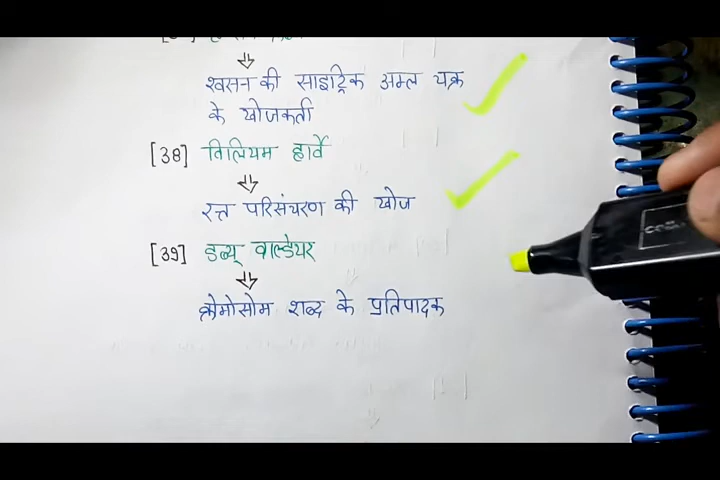 श्वसन की साइट्रिक अम्ल चक्र
के खोजकर्ता
[38] विलियम हार्वे
रक्त परिसंचरण की खोज
[39] डब्ल्यू वाल्डेयर
क्रोमोसोम शब्द के प्रतिपादक